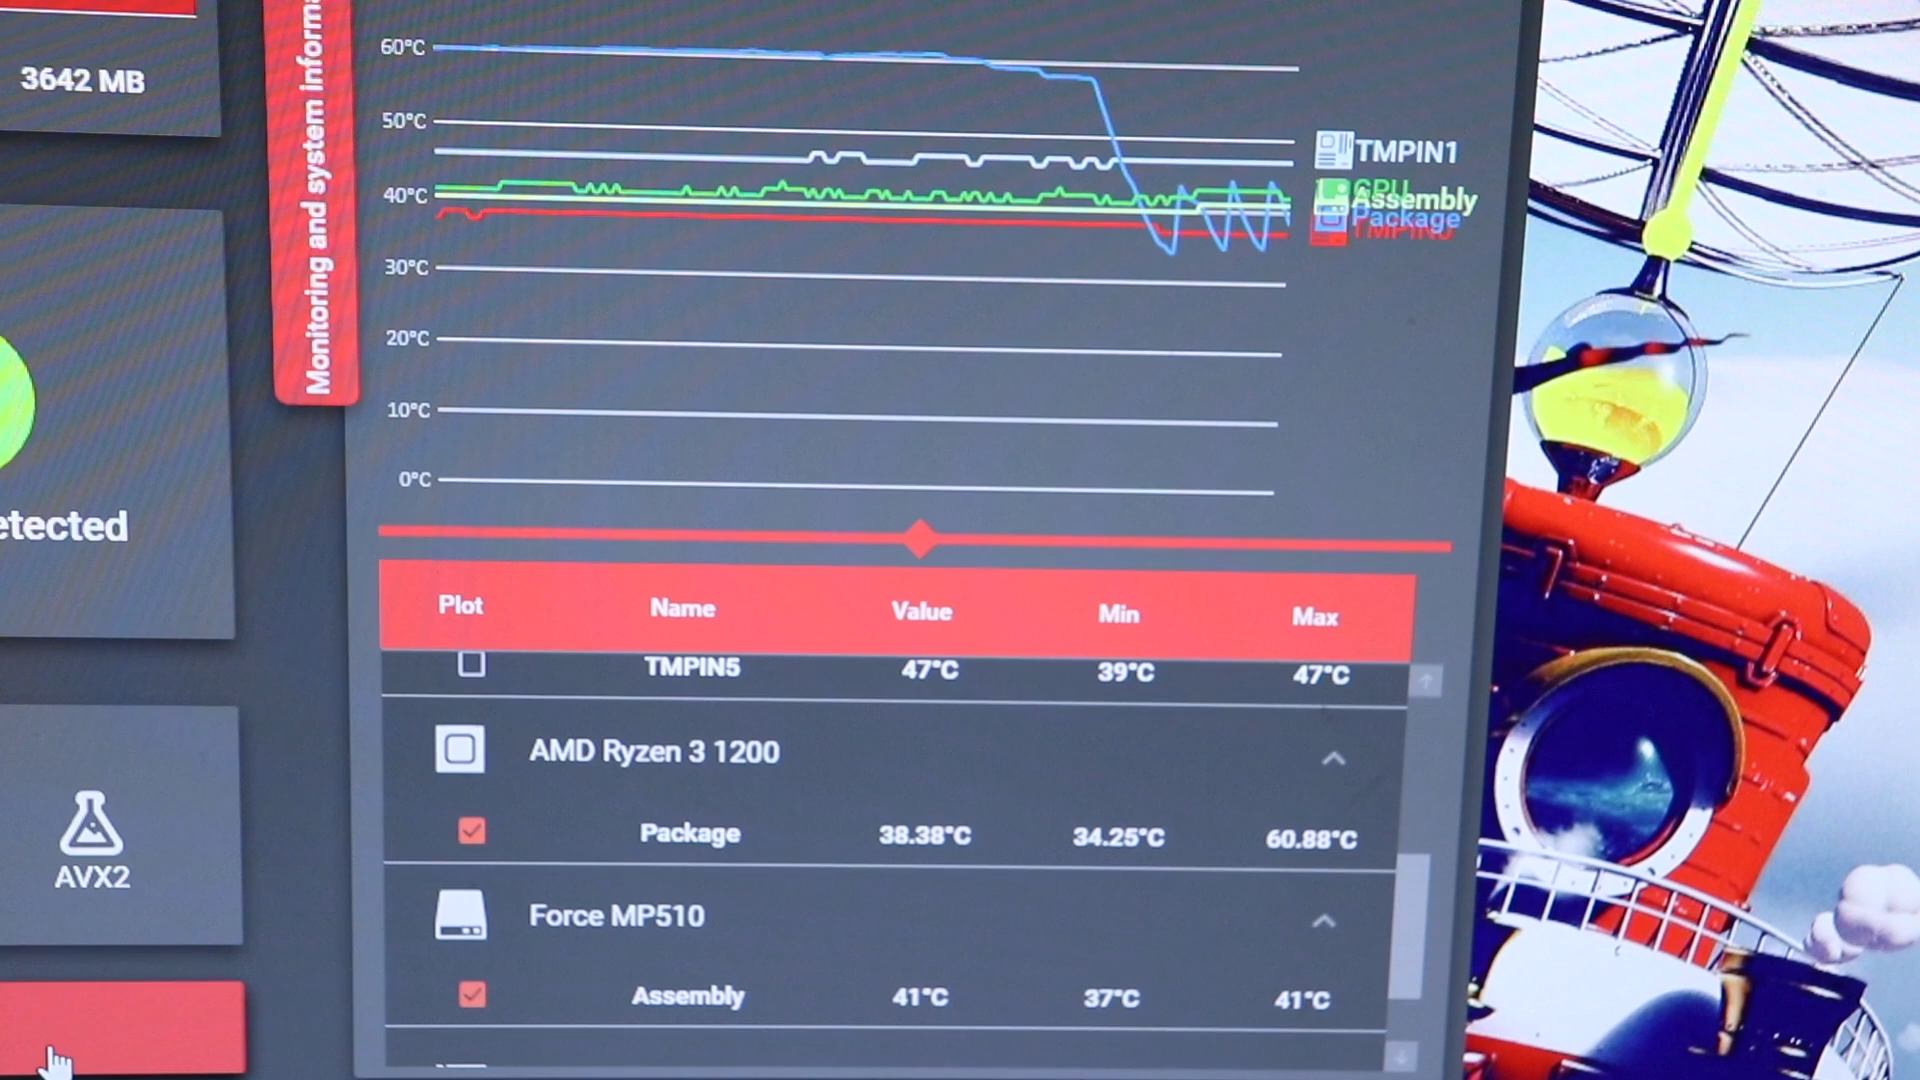 3642 MB
etected
AVX2
Monitoring and system informa
60°C
50°C
40°C
30°C
20°C
10°C
0°C
TMPIN1
CPU
Assembly
Package
Plot Name Value Min Max
TMPIN5 47°C 39°C 47°C
AMD Ryzen 3 1200
Package 38.38°C 34.25°C 60.88°C
Force MP510
Assembly 41°C 37°C 41°C